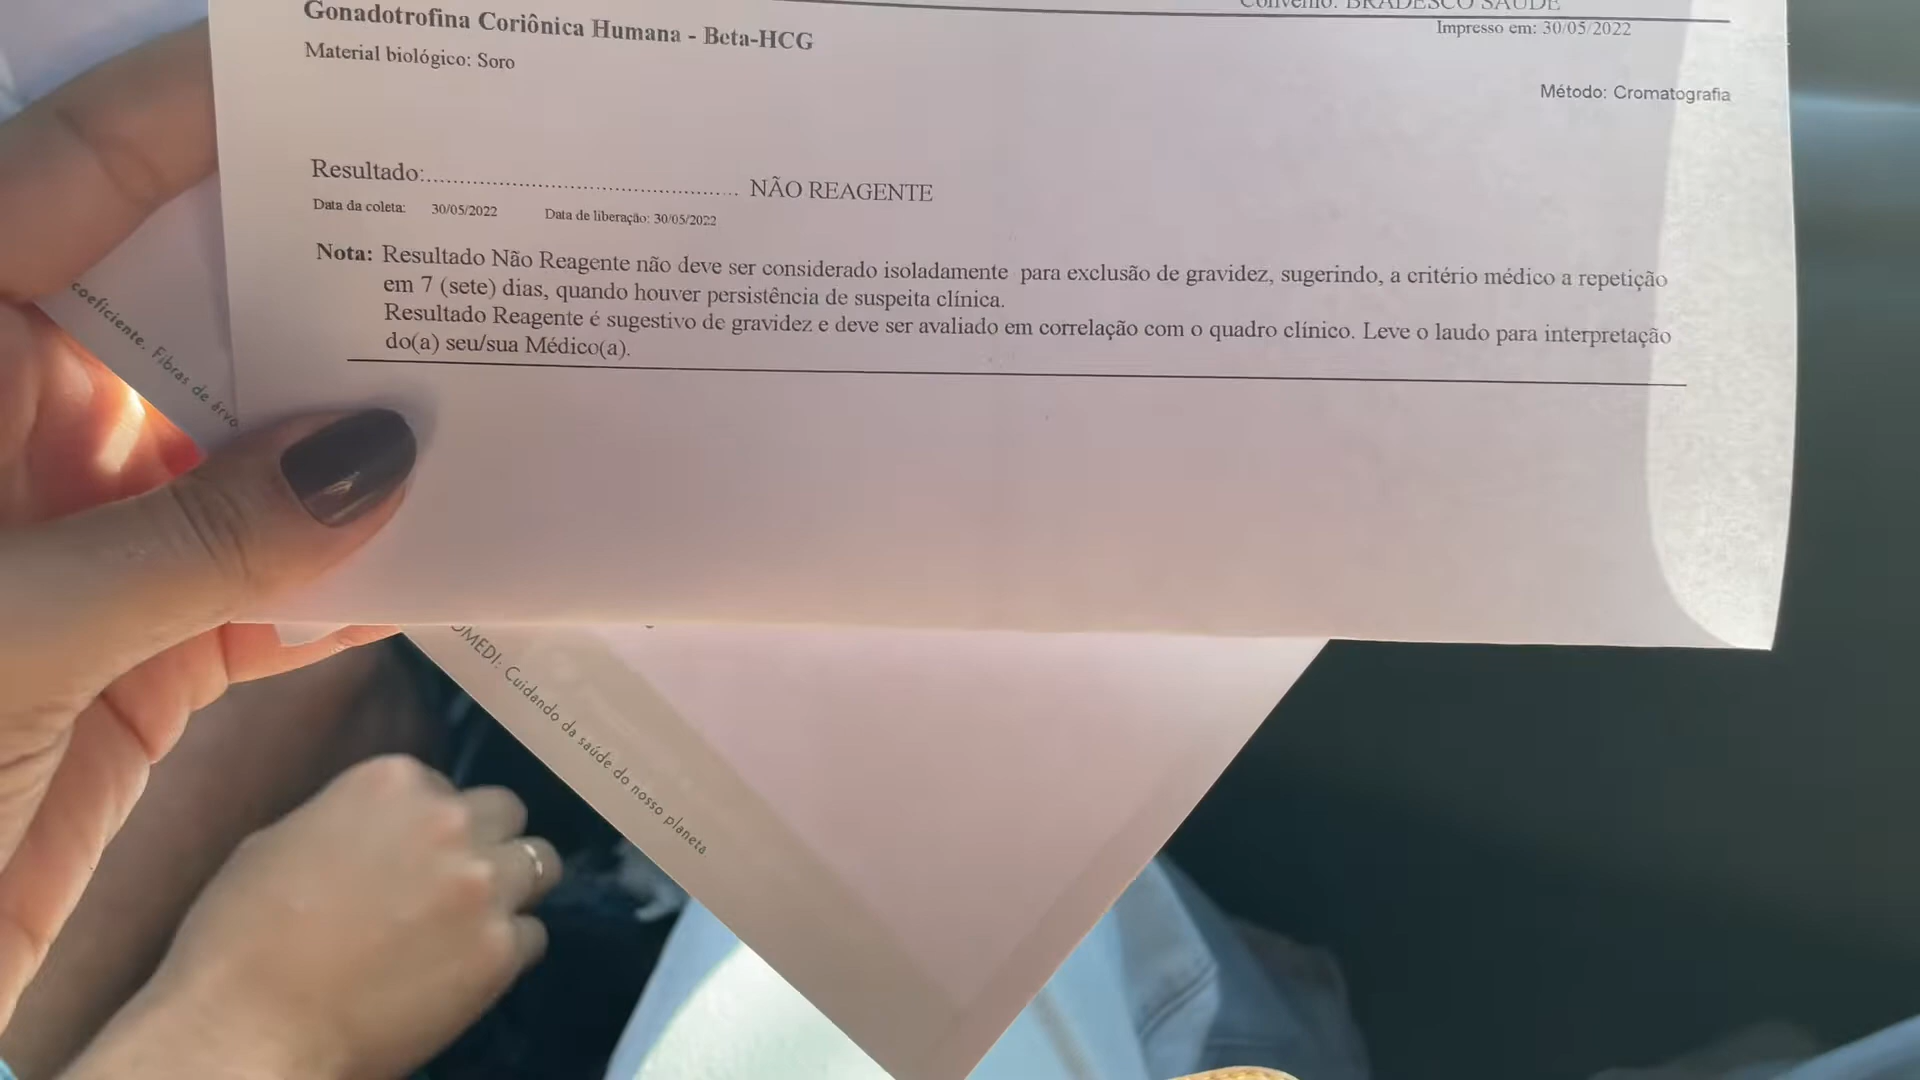 Convênio: BRADESCO SAÚDE
Gonadotrofina Coriônica Humana - Beta-HCG
Impresso em: 30/05/2022
Material biológico: Soro
Método: Cromatografia
Resultado:............................................... NÃO REAGENTE
Data da coleta: 30/05/2022 Data de liberação: 30/05/2022
Nota: Resultado Não Reagente não deve ser considerado isoladamente para exclusão de gravidez, sugerindo, a critério médico a repetição
em 7 (sete) dias, quando houver persistência de suspeita clínica.
Resultado Reagente é sugestivo de gravidez e deve ser avaliado em correlação com o quadro clínico. Leve o laudo para interpretação
do(a) seu/sua Médico(a).
coeficiente. Fibras de
Cuidando da saúde do nosso planeta.